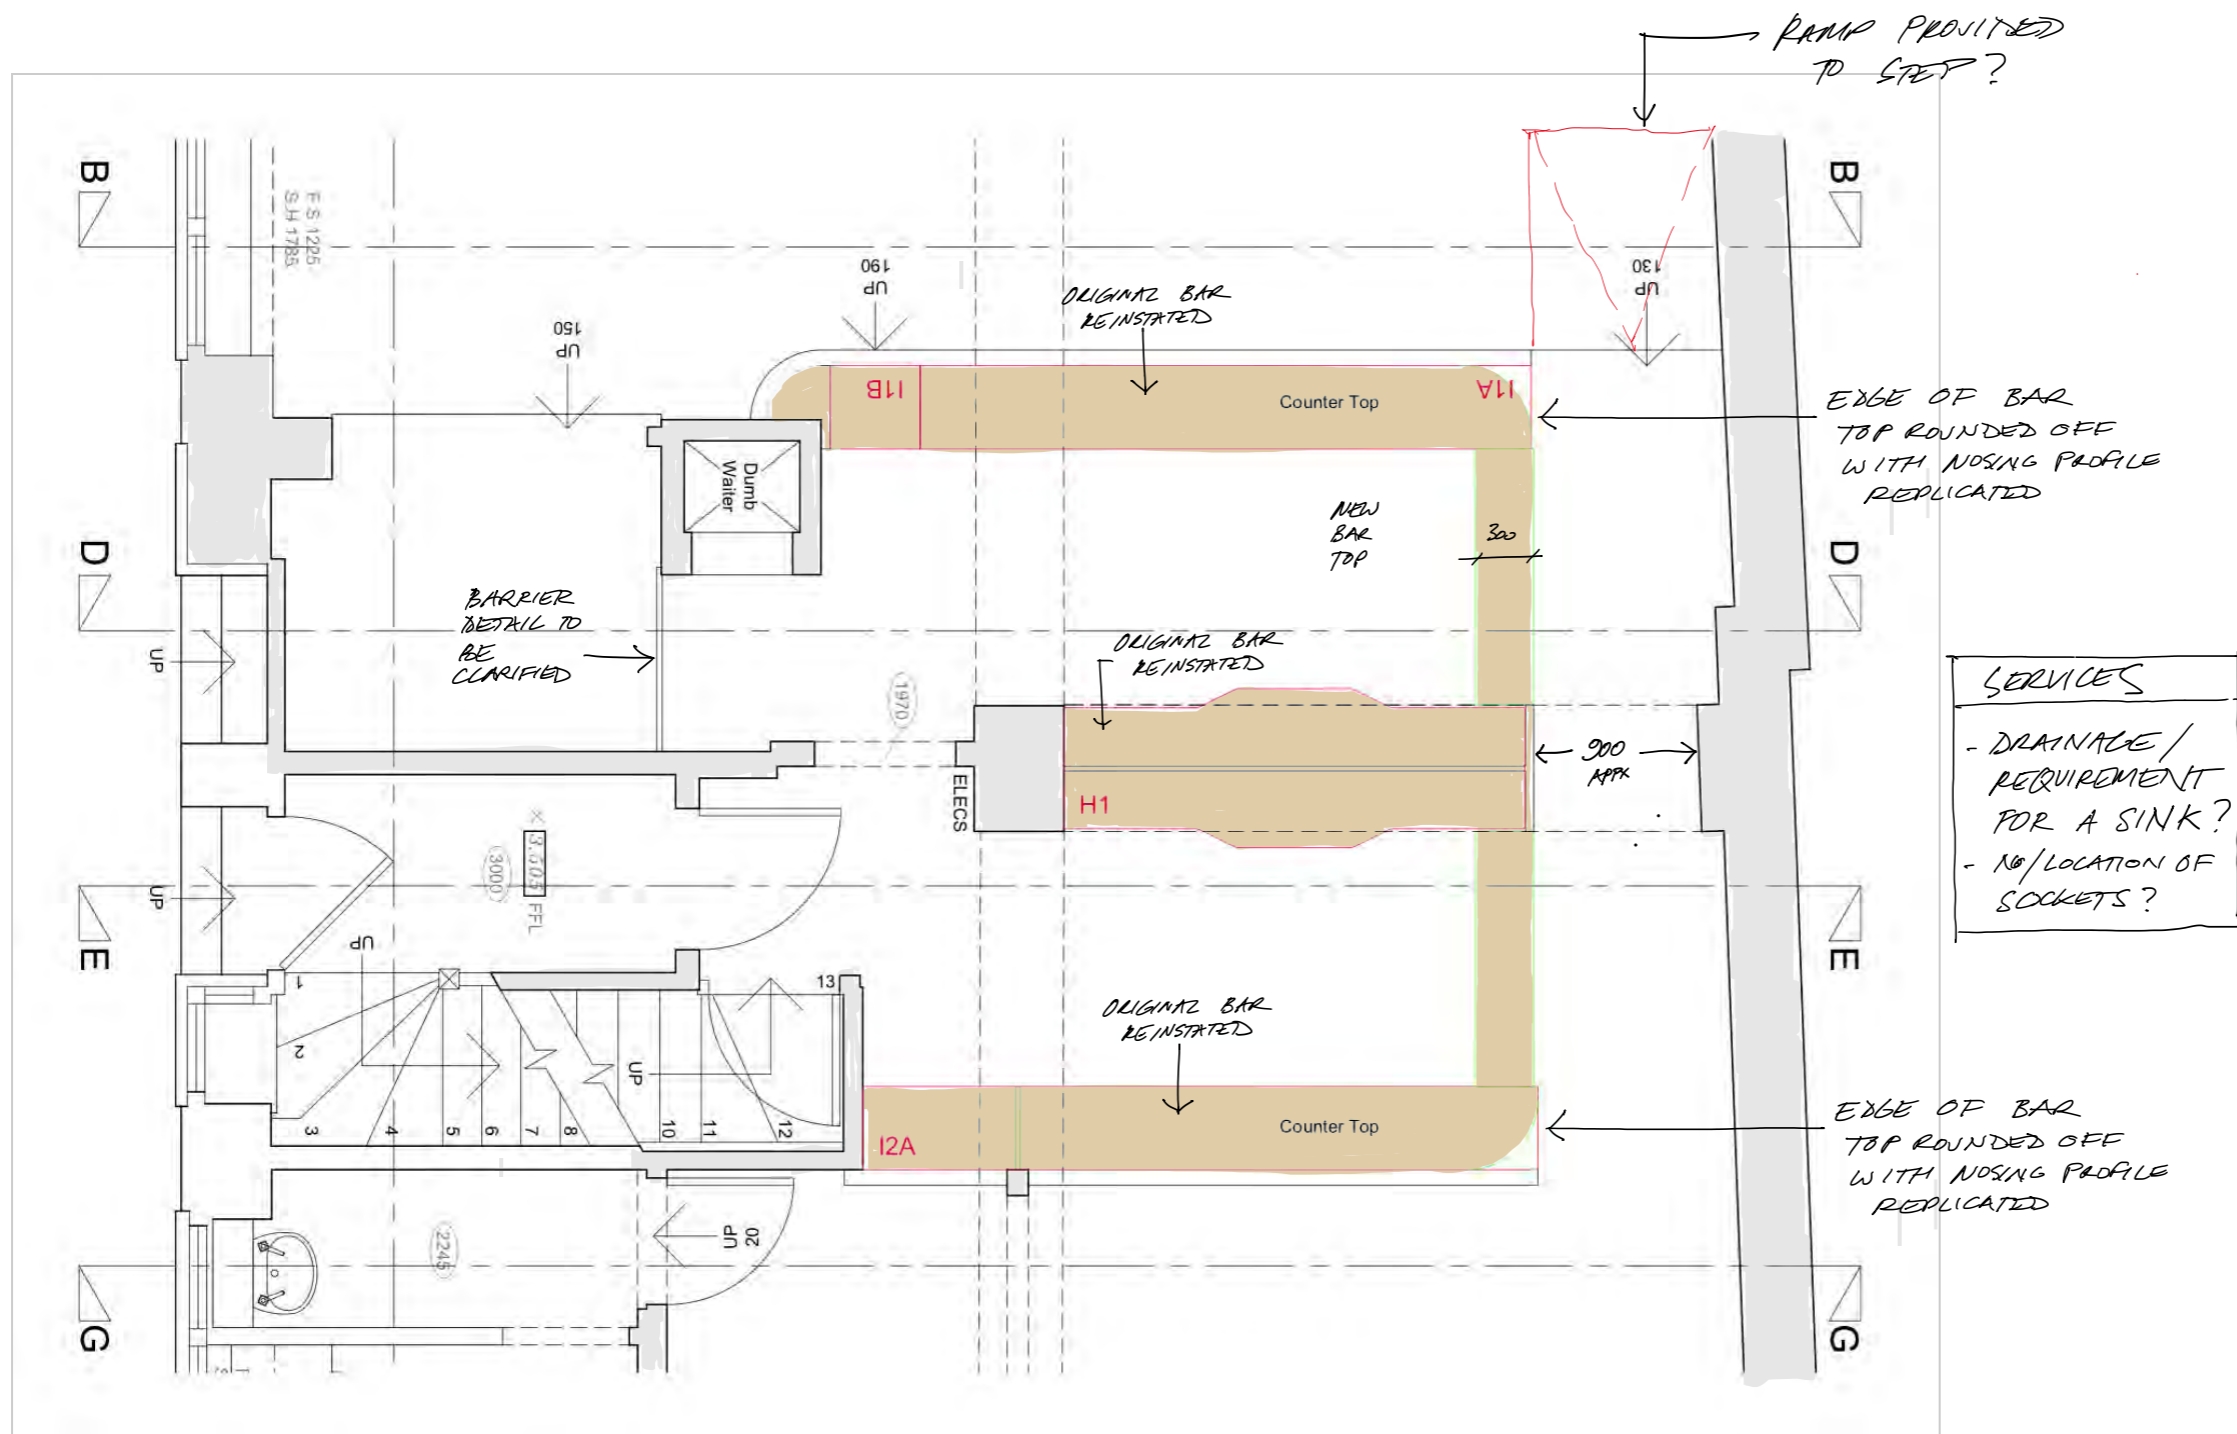 RAMP PROVIDED
TO STEP?
B
B
F.S 1225
S.H 1785
190
UP
130
UP
150
UP
ORIGINAL BAR
REINSTATED
I1B
Counter Top
I1A
EDGE OF BAR
TOP ROUNDED OFF
WITH NOSING PROFILE
REPLICATED
Dumb
Waiter
NEW
BAR
TOP
300
D
D
BARRIER
DETAIL TO
BE
CLARIFIED
UP
ORIGINAL BAR
REINSTATED
1970
900
APPX
H1
ELECS
SERVICES
- DRAINAGE/
REQUIREMENT
FOR A SINK?
- NO/LOCATION OF
SOCKETS?
3000
FFL
UP
E
E
UP
1
2
3
4
5
6
7
8
10
11
12
13
UP
ORIGINAL BAR
REINSTATED
Counter Top
I2A
EDGE OF BAR
TOP ROUNDED OFF
WITH NOSING PROFILE
REPLICATED
20
UP
2245
G
G